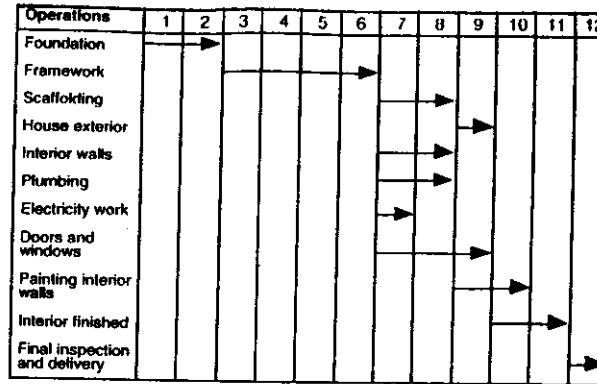 Operations 1 2 3 4 5 6 7 8 9 10 11 12
Foundation
Framework
Scaffolding
House exterior
Interior walls
Plumbing
Electricity work
Doors and
windows
Painting interior
walls
Interior finished
Final inspection
and delivery